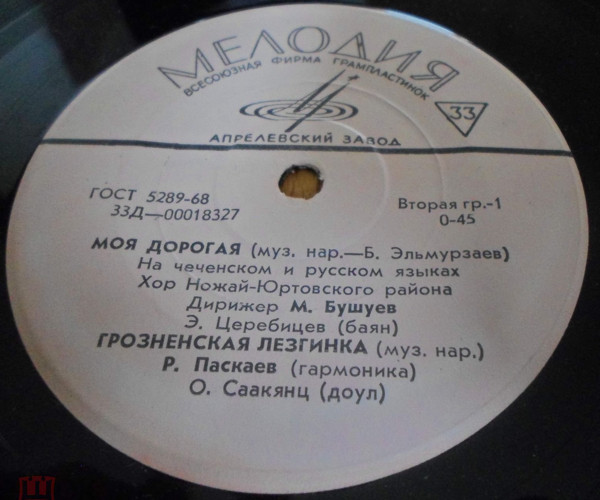 МЕЛОДИЯ
ВСЕСОЮЗНАЯ ФИРМА ГРАМПЛАСТИНОК
33
АПРЕЛЕВСКИЙ ЗАВОД
ГОСТ 5289-68
33Д—00018327
Вторая гр.-1
0-45
МОЯ ДОРОГАЯ (муз. нар.—Б. Эльмурзаев)
На чеченском и русском языках
Хор Ножай-Юртовского района
Дирижер М. Бушуев
Э. Церебицев (баян)
ГРОЗНЕНСКАЯ ЛЕЗГИНКА (муз. нар.)
Р. Паскаев (гармоника)
О. Саакянц (доул)